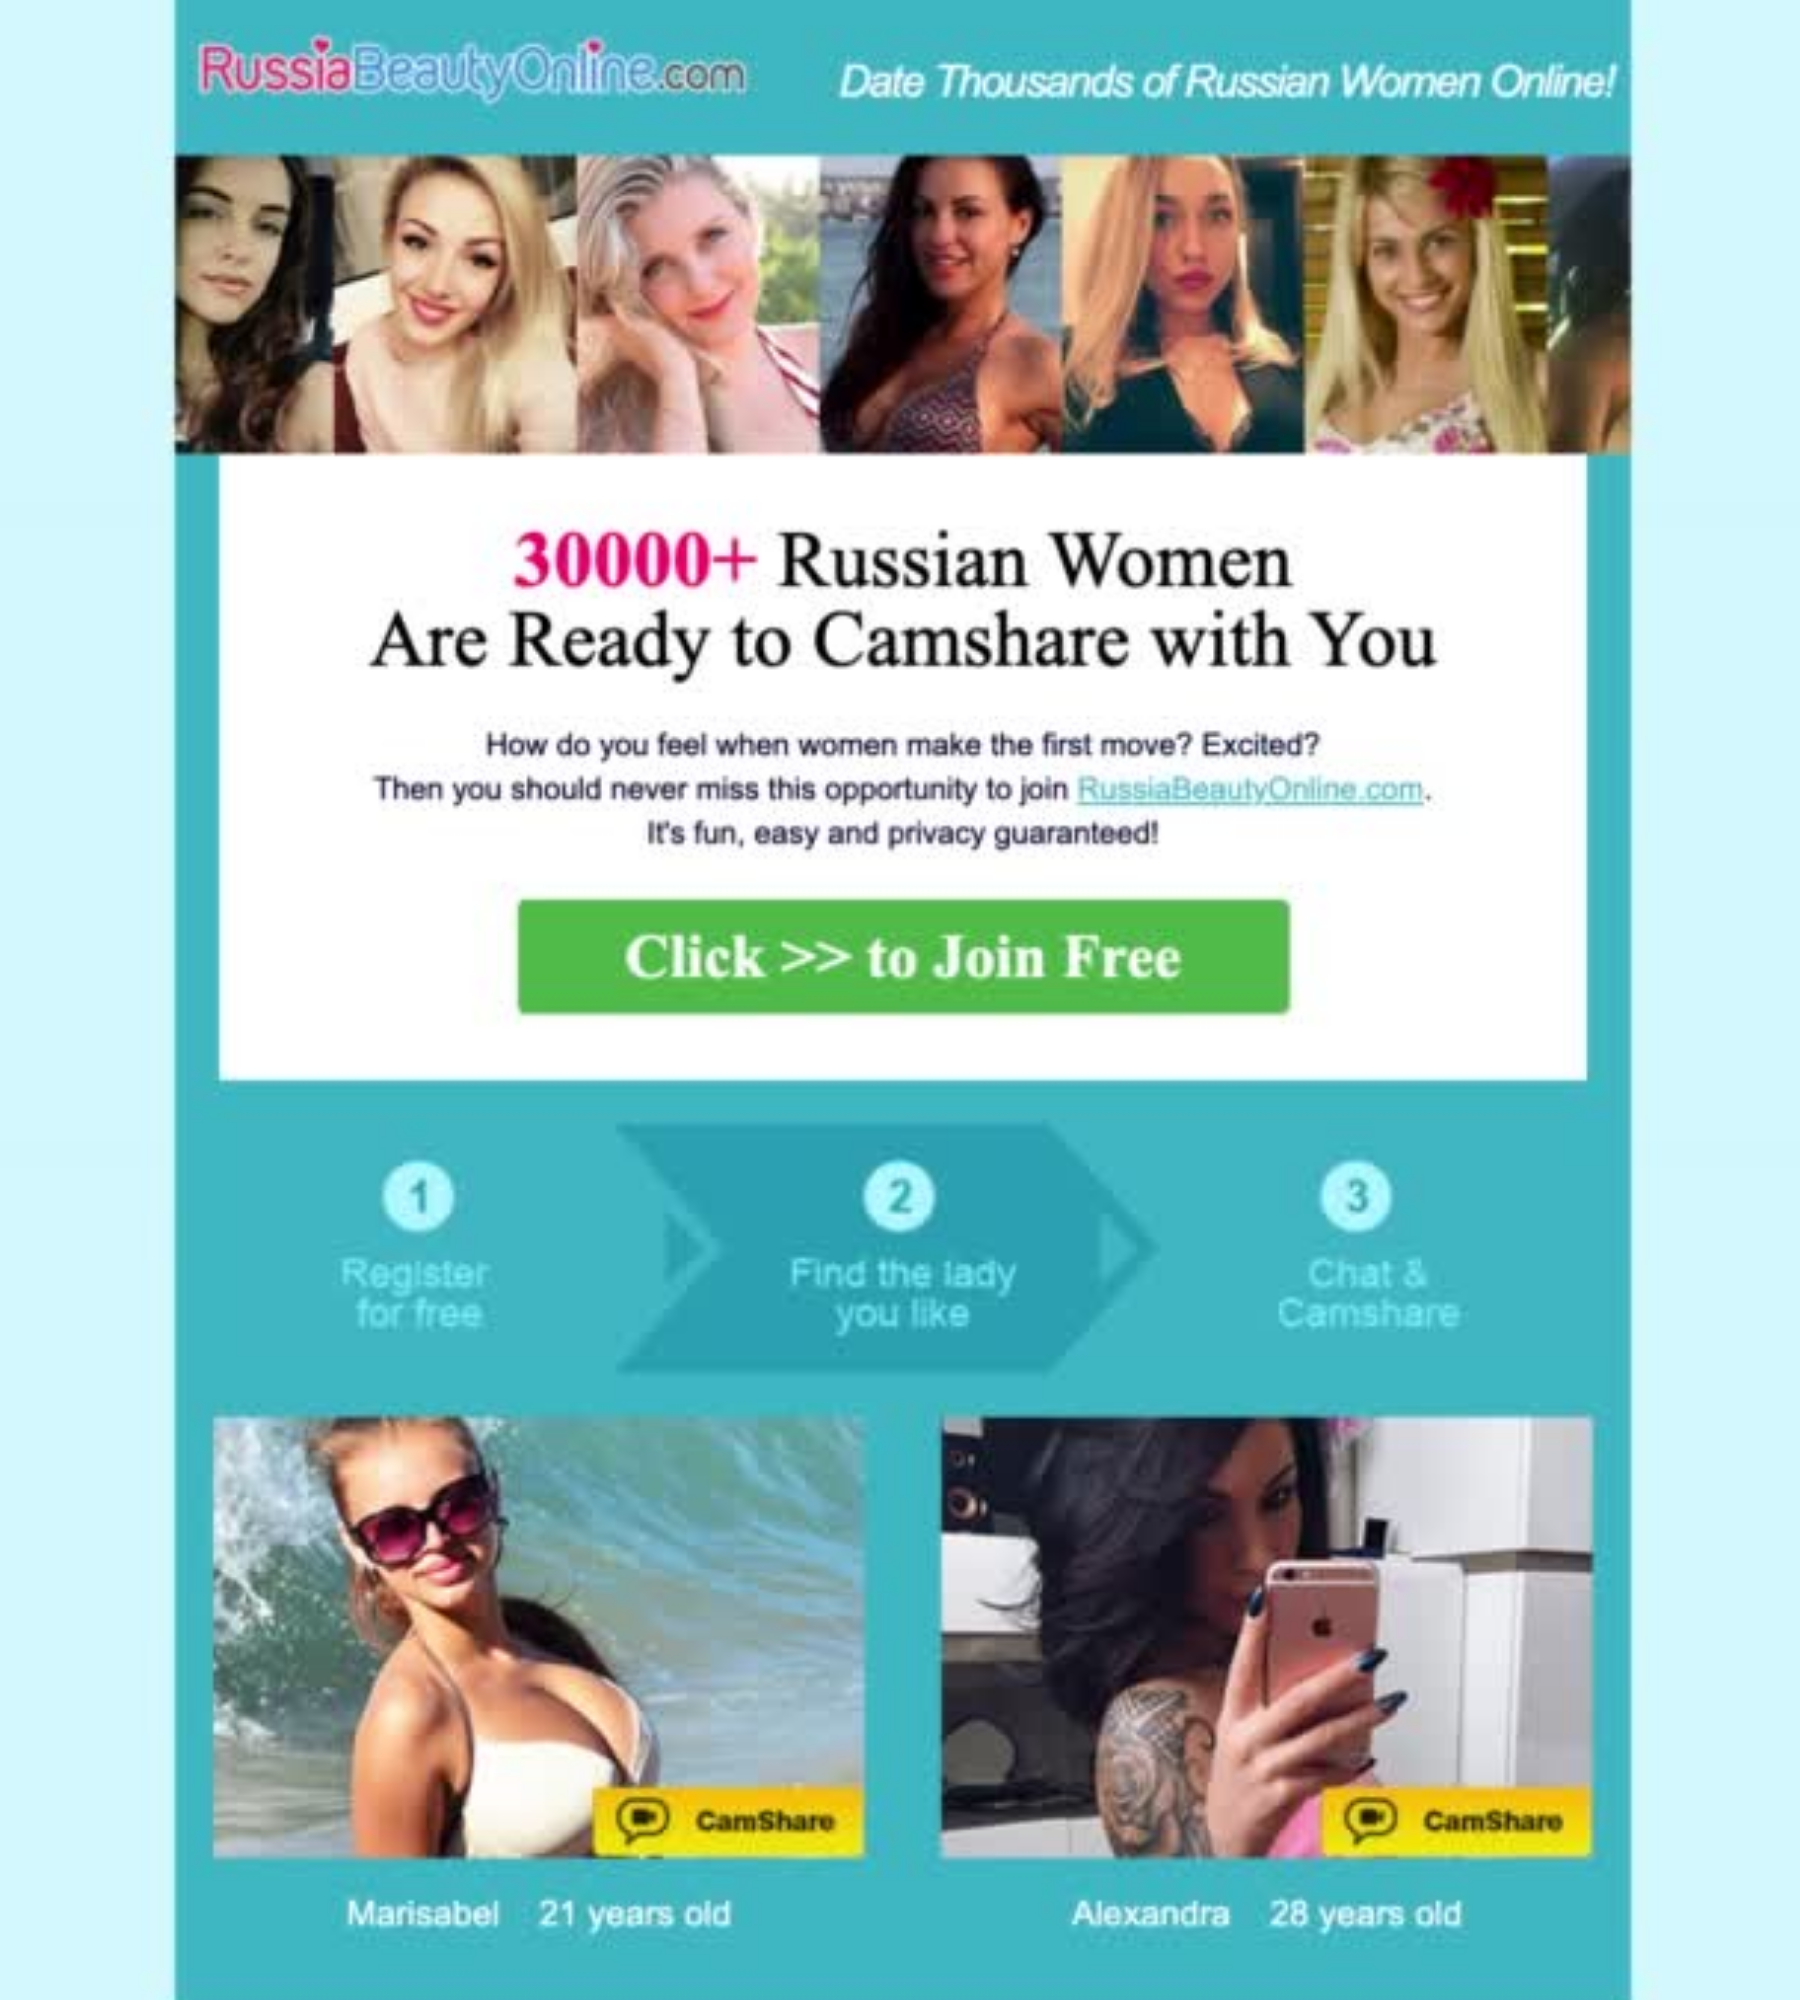 RussiaBeautyOnline.com
Date Thousands of Russian Women Online!
30000+ Russian Women
Are Ready to Camshare with You
How do you feel when women make the first move? Excited?
Then you should never miss this opportunity to join RussiaBeautyOnline.com.
It's fun, easy and privacy guaranteed!
Click >> to Join Free
1
Register
for free
2
Find the lady
you like
3
Chat &
Camshare
CamShare
CamShare
Marisabel 21 years old
Alexandra 28 years old